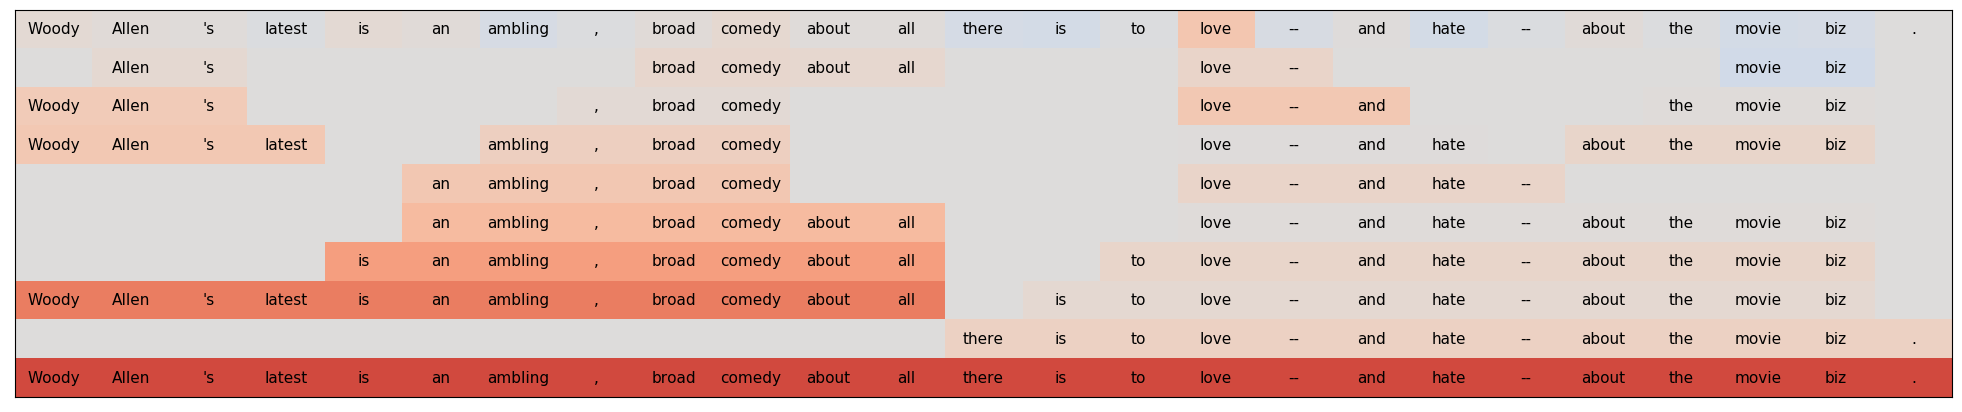 Woody Allen 's latest is an ambling , broad comedy about all there is to love -- and hate -- about the movie biz .
Allen 's broad comedy about all love -- movie biz
Woody Allen 's , broad comedy love -- and the movie biz
Woody Allen 's latest ambling , broad comedy love -- and hate about the movie biz
an ambling , broad comedy love -- and hate --
an ambling , broad comedy about all love -- and hate -- about the movie biz
is an ambling , broad comedy about all to love -- and hate -- about the movie biz
Woody Allen 's latest is an ambling , broad comedy about all is to love -- and hate -- about the movie biz
there is to love -- and hate -- about the movie biz .
Woody Allen 's latest is an ambling , broad comedy about all there is to love -- and hate -- about the movie biz .